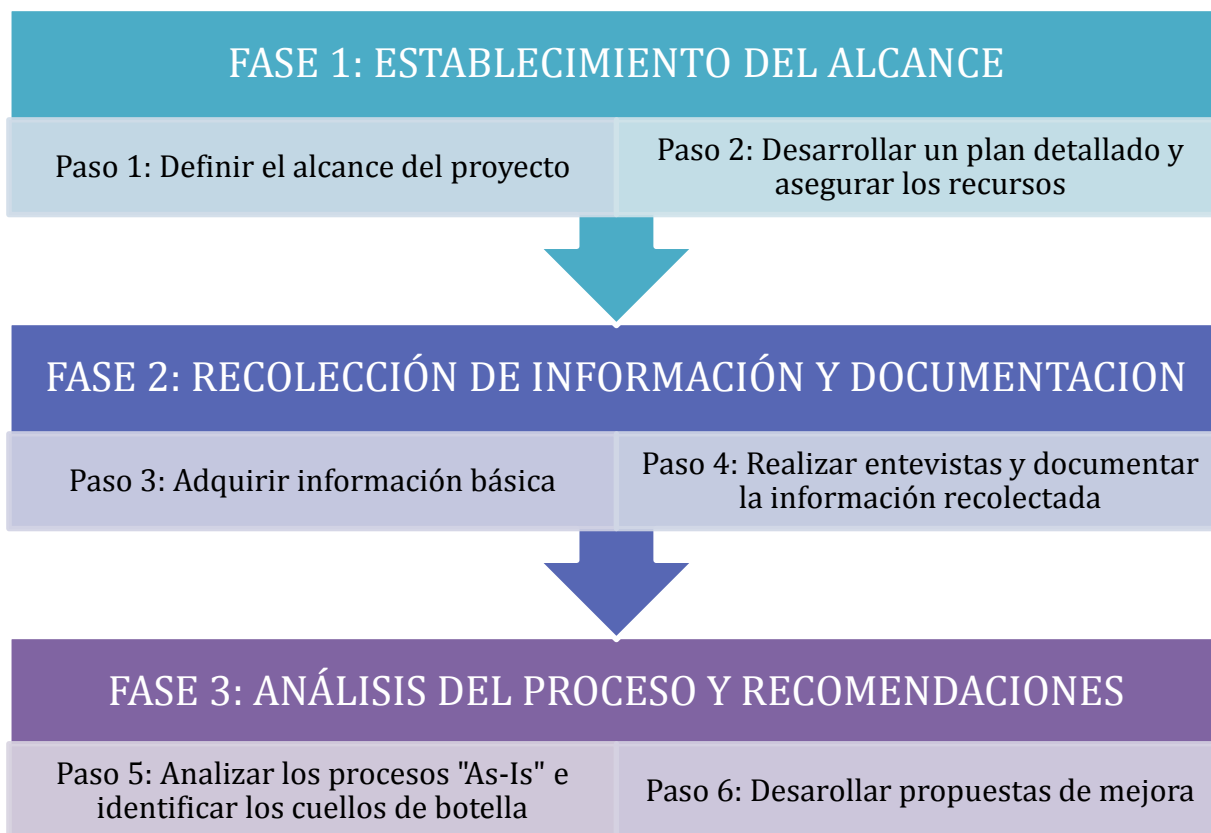 FASE 1: ESTABLECIMIENTO DEL ALCANCE
Paso 1: Definir el alcance del proyecto
Paso 2: Desarrollar un plan detallado y
asegurar los recursos
FASE 2: RECOLECCIÓN DE INFORMACIÓN Y DOCUMENTACION
Paso 3: Adquirir información básica
Paso 4: Realizar entevistas y documentar
la información recolectada
FASE 3: ANÁLISIS DEL PROCESO Y RECOMENDACIONES
Paso 5: Analizar los procesos "As-Is" e
identificar los cuellos de botella
Paso 6: Desarollar propuestas de mejora